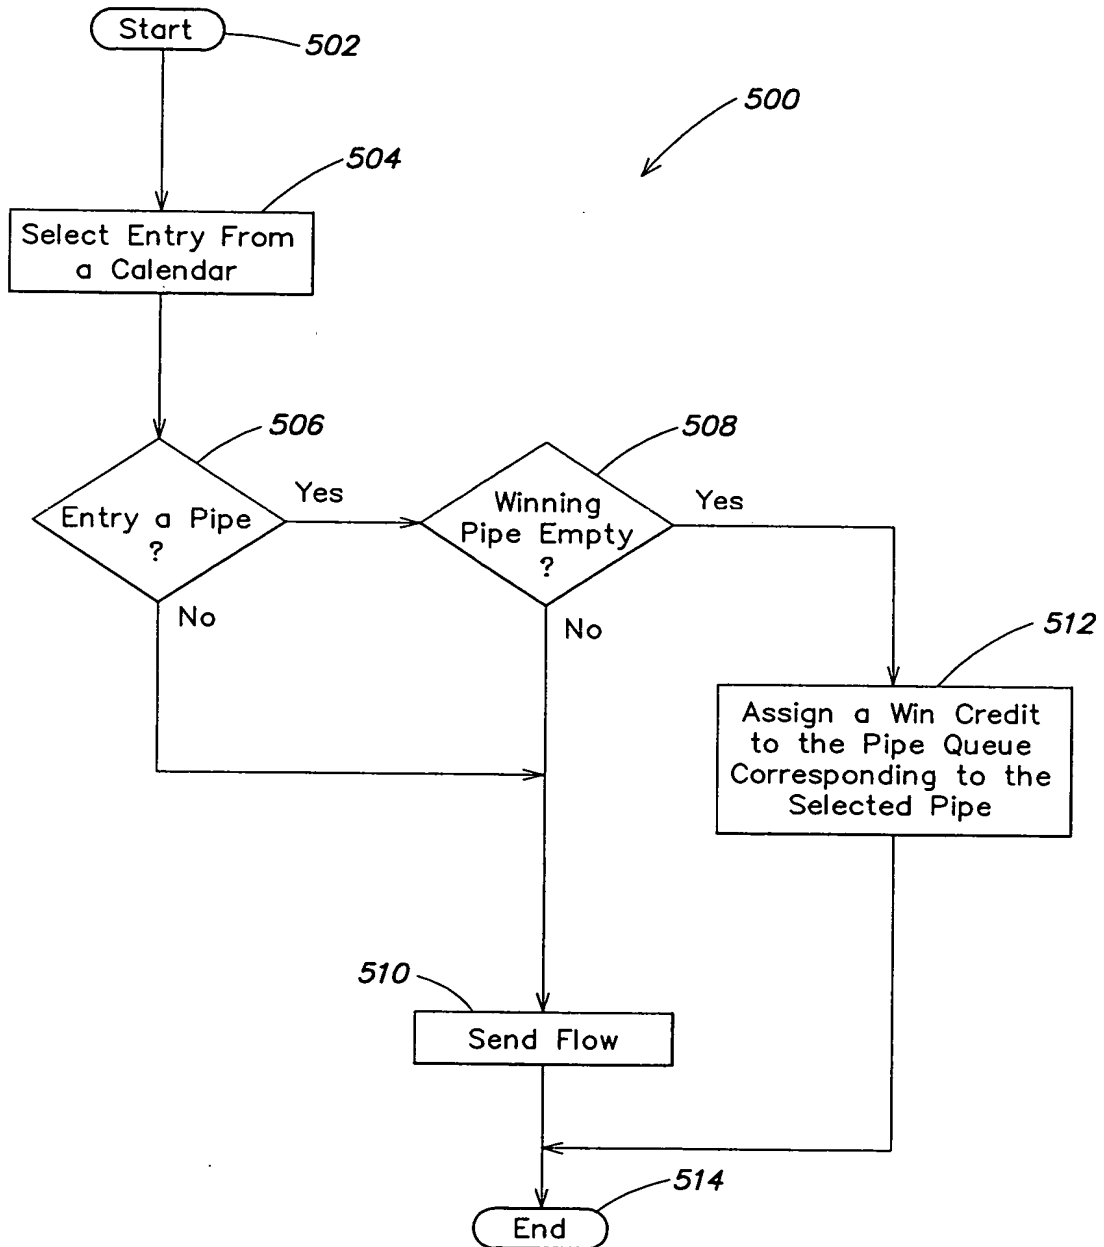 Start
502
500
504
Select Entry From
a Calendar
506
508
Entry a Pipe
?
Yes
Winning
Pipe Empty
?
Yes
No
No
512
Assign a Win Credit
to the Pipe Queue
Corresponding to the
Selected Pipe
510
Send Flow
514
End